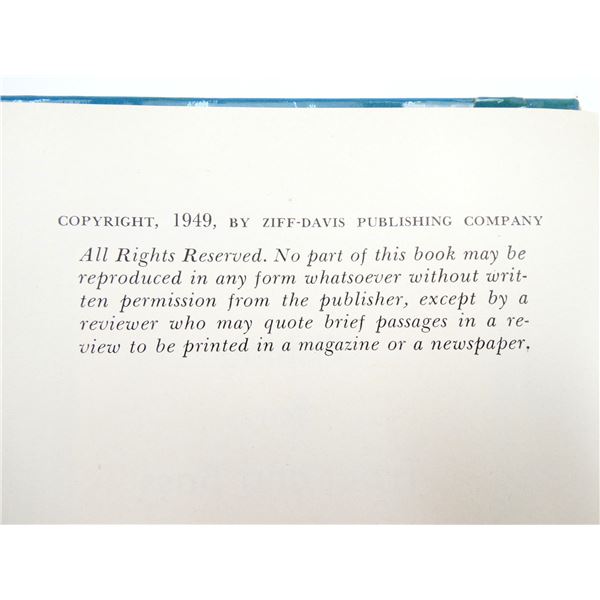 COPYRIGHT, 1949, BY ZIFF-DAVIS PUBLISHING COMPANY
All Rights Reserved. No part of this book may be
reproduced in any form whatsoever without writ-
ten permission from the publisher, except by a
reviewer who may quote brief passages in a re-
view to be printed in a magazine or a newspaper.